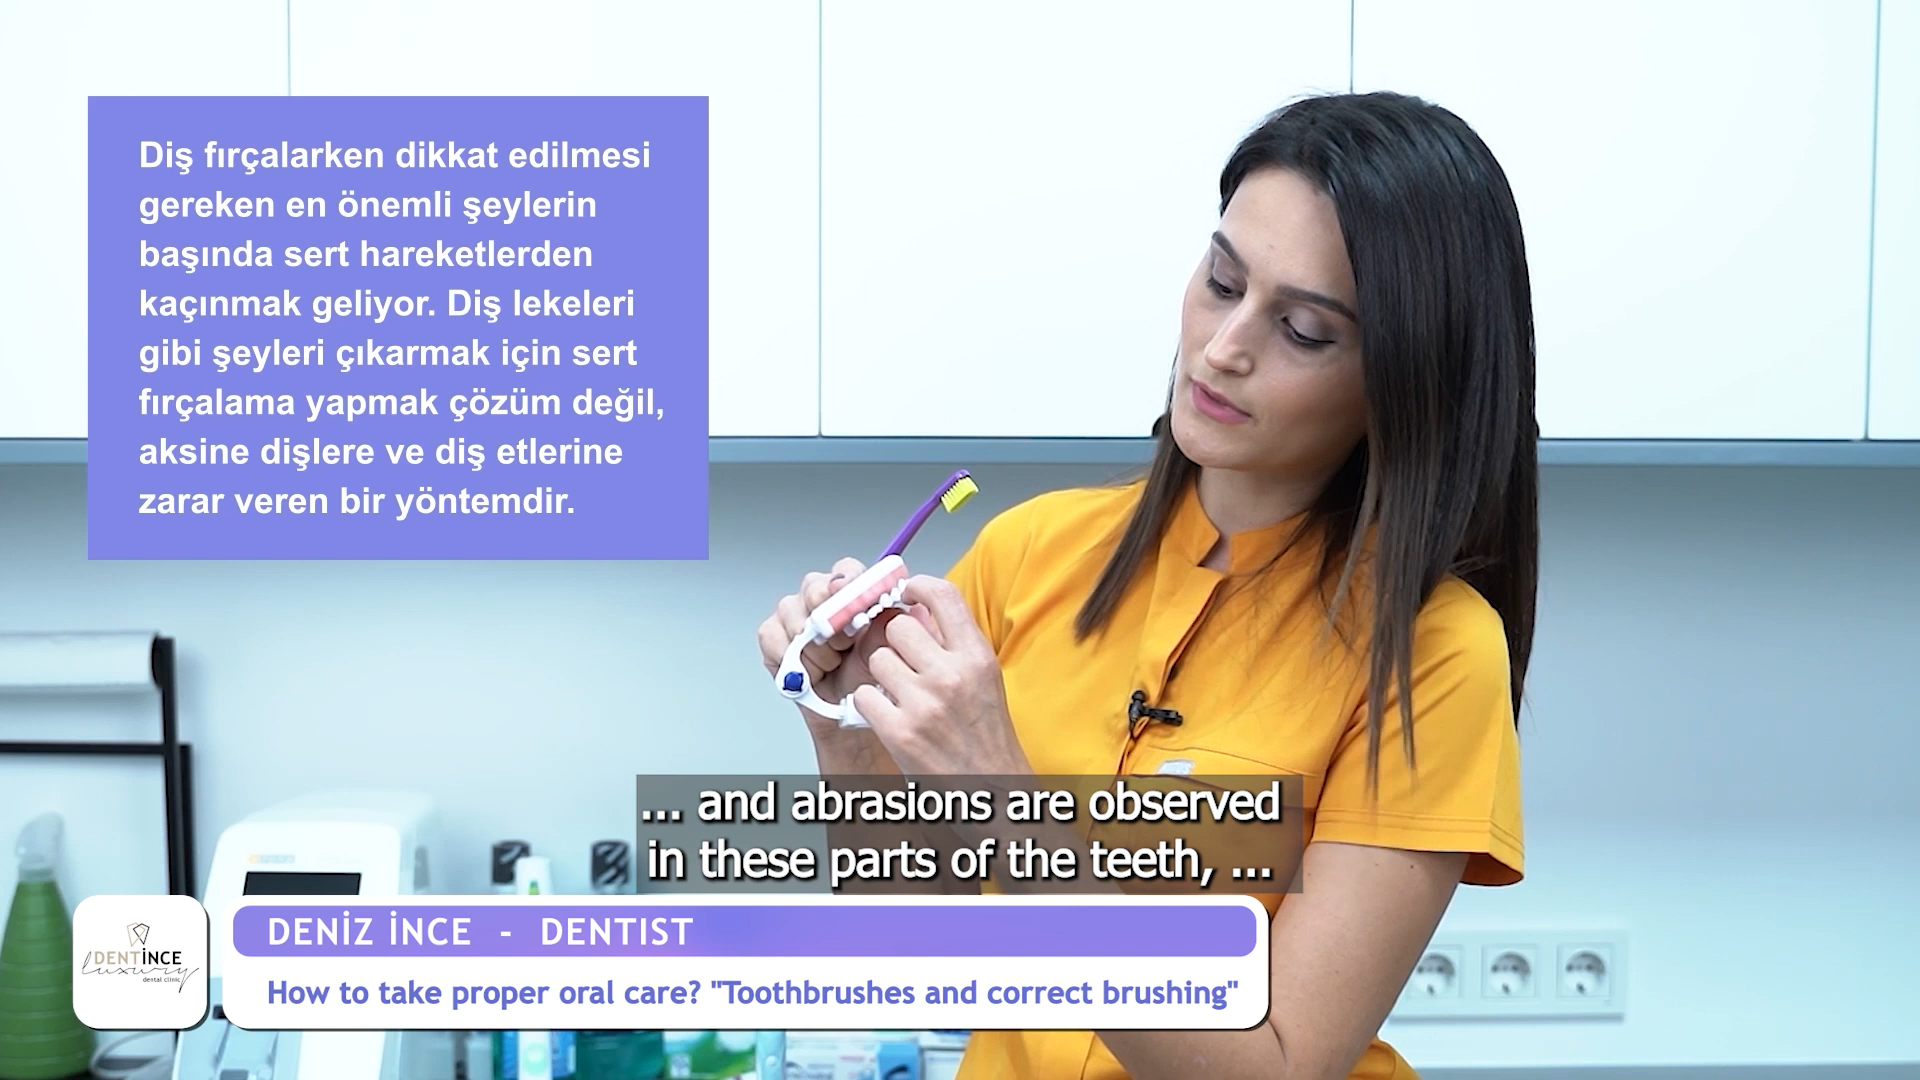 Diş fırçalarken dikkat edilmesi
gereken en önemli şeylerin
başında sert hareketlerden
kaçınmak geliyor. Diş lekeleri
gibi şeyleri çıkarmak için sert
fırçalama yapmak çözüm değil,
aksine dişlere ve diş etlerine
zarar veren bir yöntemdir.
... and abrasions are observed
in these parts of the teeth, ...
DENİZ İNCE - DENTIST
DENTİNCE
luxury
dental clinic
How to take proper oral care? "Toothbrushes and correct brushing"